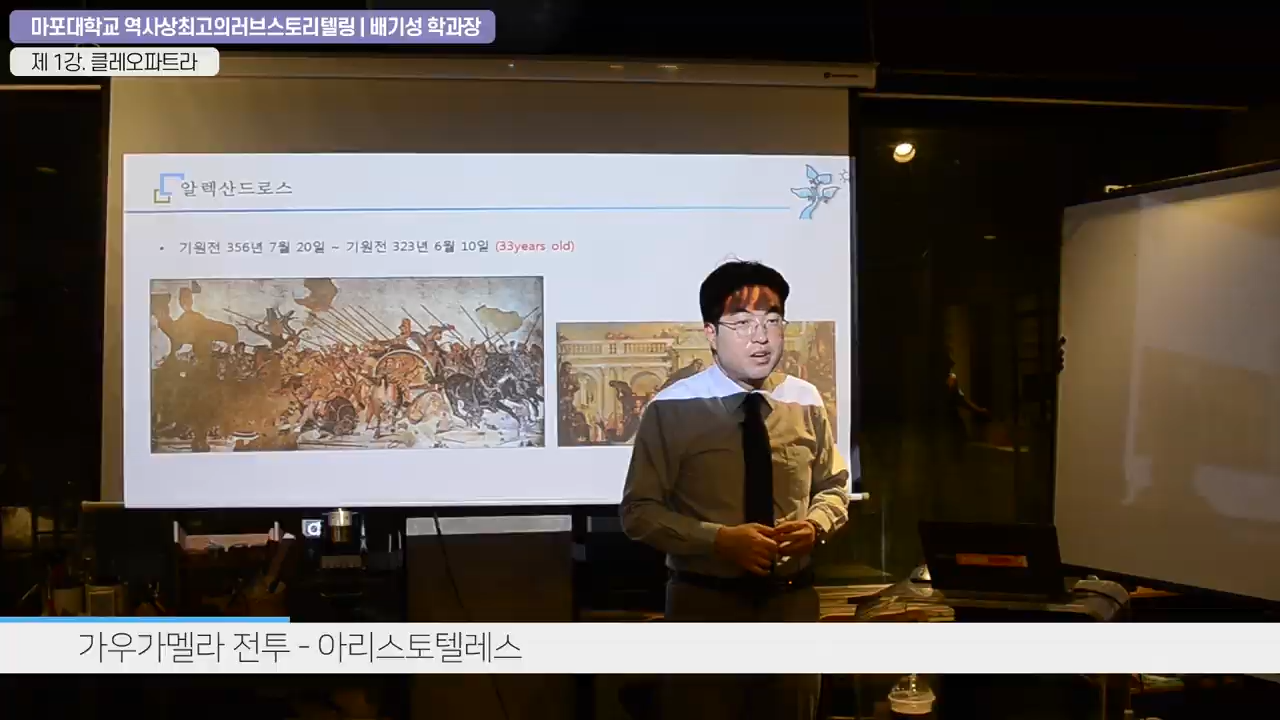 마포대학교 역사상최고의러브스토리텔링 | 배기성 학과장
제 1강. 클레오파트라
알렉산드로스
• 기원전 356년 7월 20일 ~ 기원전 323년 6월 10일 (33years old)
가우가멜라 전투 - 아리스토텔레스